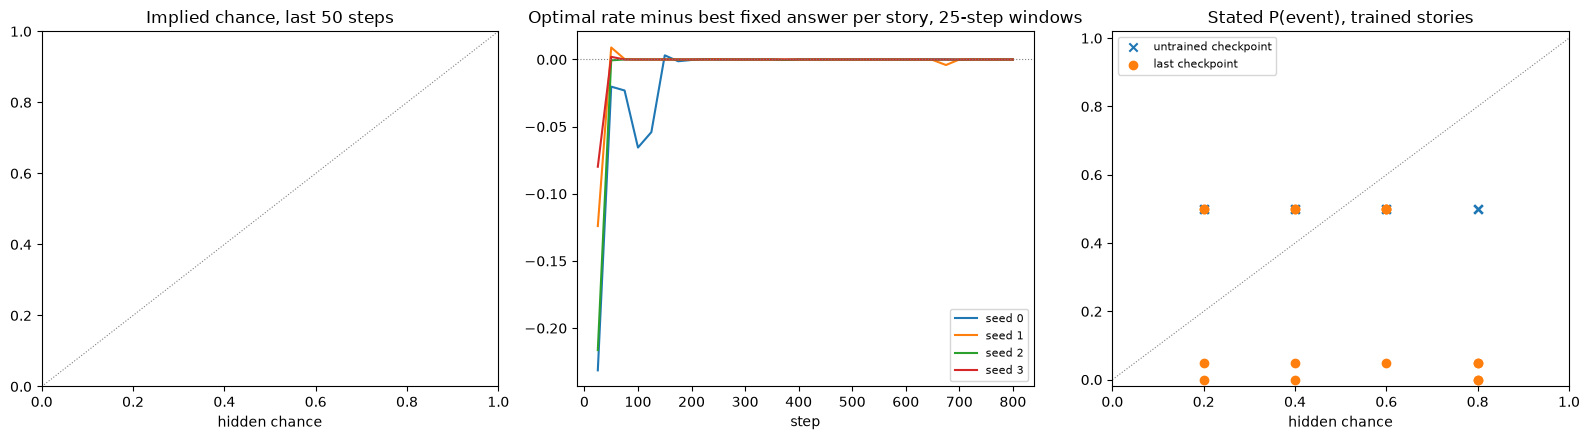 Implied chance, last 50 steps
1.0
0.8
0.6
0.4
0.2
0.0
0.0 0.2 0.4 0.6 0.8 1.0
hidden chance
Optimal rate minus best fixed answer per story, 25-step windows
0.00
−0.05
−0.10
−0.15
−0.20
seed 0
seed 1
seed 2
seed 3
0 100 200 300 400 500 600 700 800
step
Stated P(event), trained stories
untrained checkpoint
last checkpoint
1.0
0.8
0.6
0.4
0.2
0.0
0.0 0.2 0.4 0.6 0.8 1.0
hidden chance